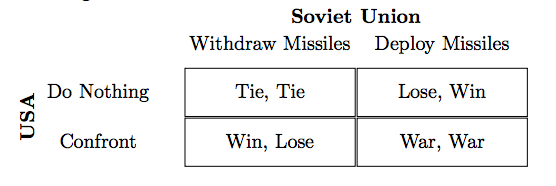 Soviet Union
Withdraw Missiles Deploy Missiles
USA
Do Nothing Tie, Tie Lose, Win
Confront Win, Lose War, War